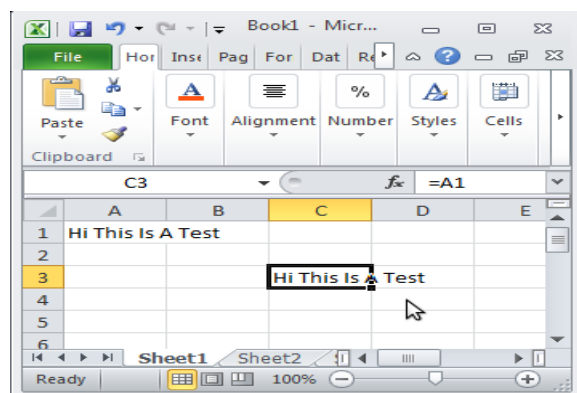 Book1 - Micr...
File Hor Inse Pag For Dat Re
Paste Font Alignment Number Styles Cells
Clipboard
C3 fx =A1
A B C D E
1 Hi This Is A Test
2
3 Hi This Is A Test
4
5
6
Sheet1 Sheet2
Ready 100%